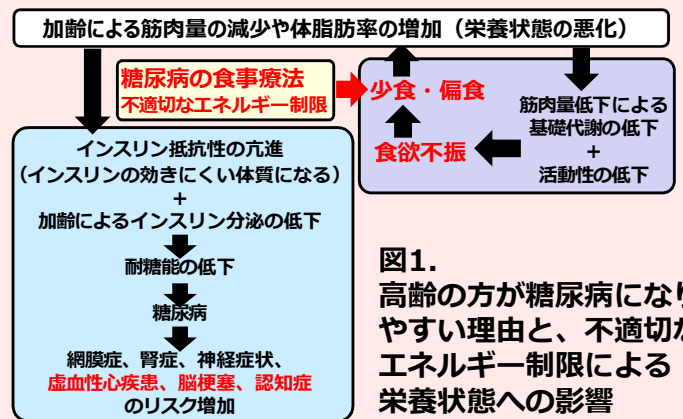 加齢による筋肉量の減少や体脂肪率の増加（栄養状態の悪化）
糖尿病の食事療法
不適切なエネルギー制限
少食・偏食
食欲不振
筋肉量低下による
基礎代謝の低下
+
活動性の低下
インスリン抵抗性の亢進
（インスリンの効きにくい体質になる）
+
加齢によるインスリン分泌の低下
耐糖能の低下
糖尿病
網膜症、腎症、神経症状、
虚血性心疾患、脳梗塞、認知症
のリスク増加
図1.
高齢の方が糖尿病になり
やすい理由と、不適切な
エネルギー制限による
栄養状態への影響